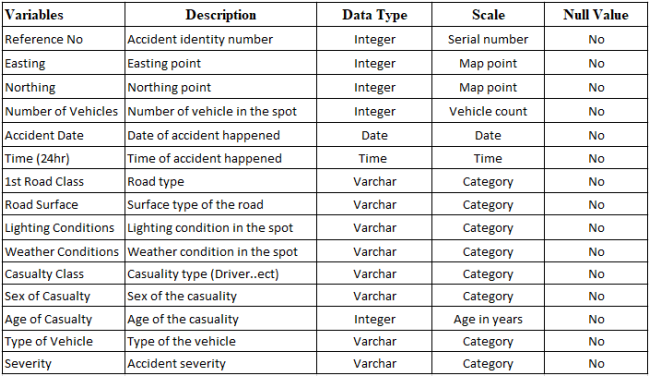 Variables Description Data Type Scale Null Value
Reference No Accident identity number Integer Serial number No
Easting Easting point Integer Map point No
Northing Northing point Integer Map point No
Number of Vehicles Number of vehicle in the spot Integer Vehicle count No
Accident Date Date of accident happened Date Date No
Time (24hr) Time of accident happened Time Time No
1st Road Class Road type Varchar Category No
Road Surface Surface type of the road Varchar Category No
Lighting Conditions Lighting condition in the spot Varchar Category No
Weather Conditions Weather condition in the spot Varchar Category No
Casualty Class Casuality type (Driver..ect) Varchar Category No
Sex of Casualty Sex of the casuality Varchar Category No
Age of Casualty Age of the casuality Integer Age in years No
Type of Vehicle Type of the vehicle Varchar Category No
Severity Accident severity Varchar Category No